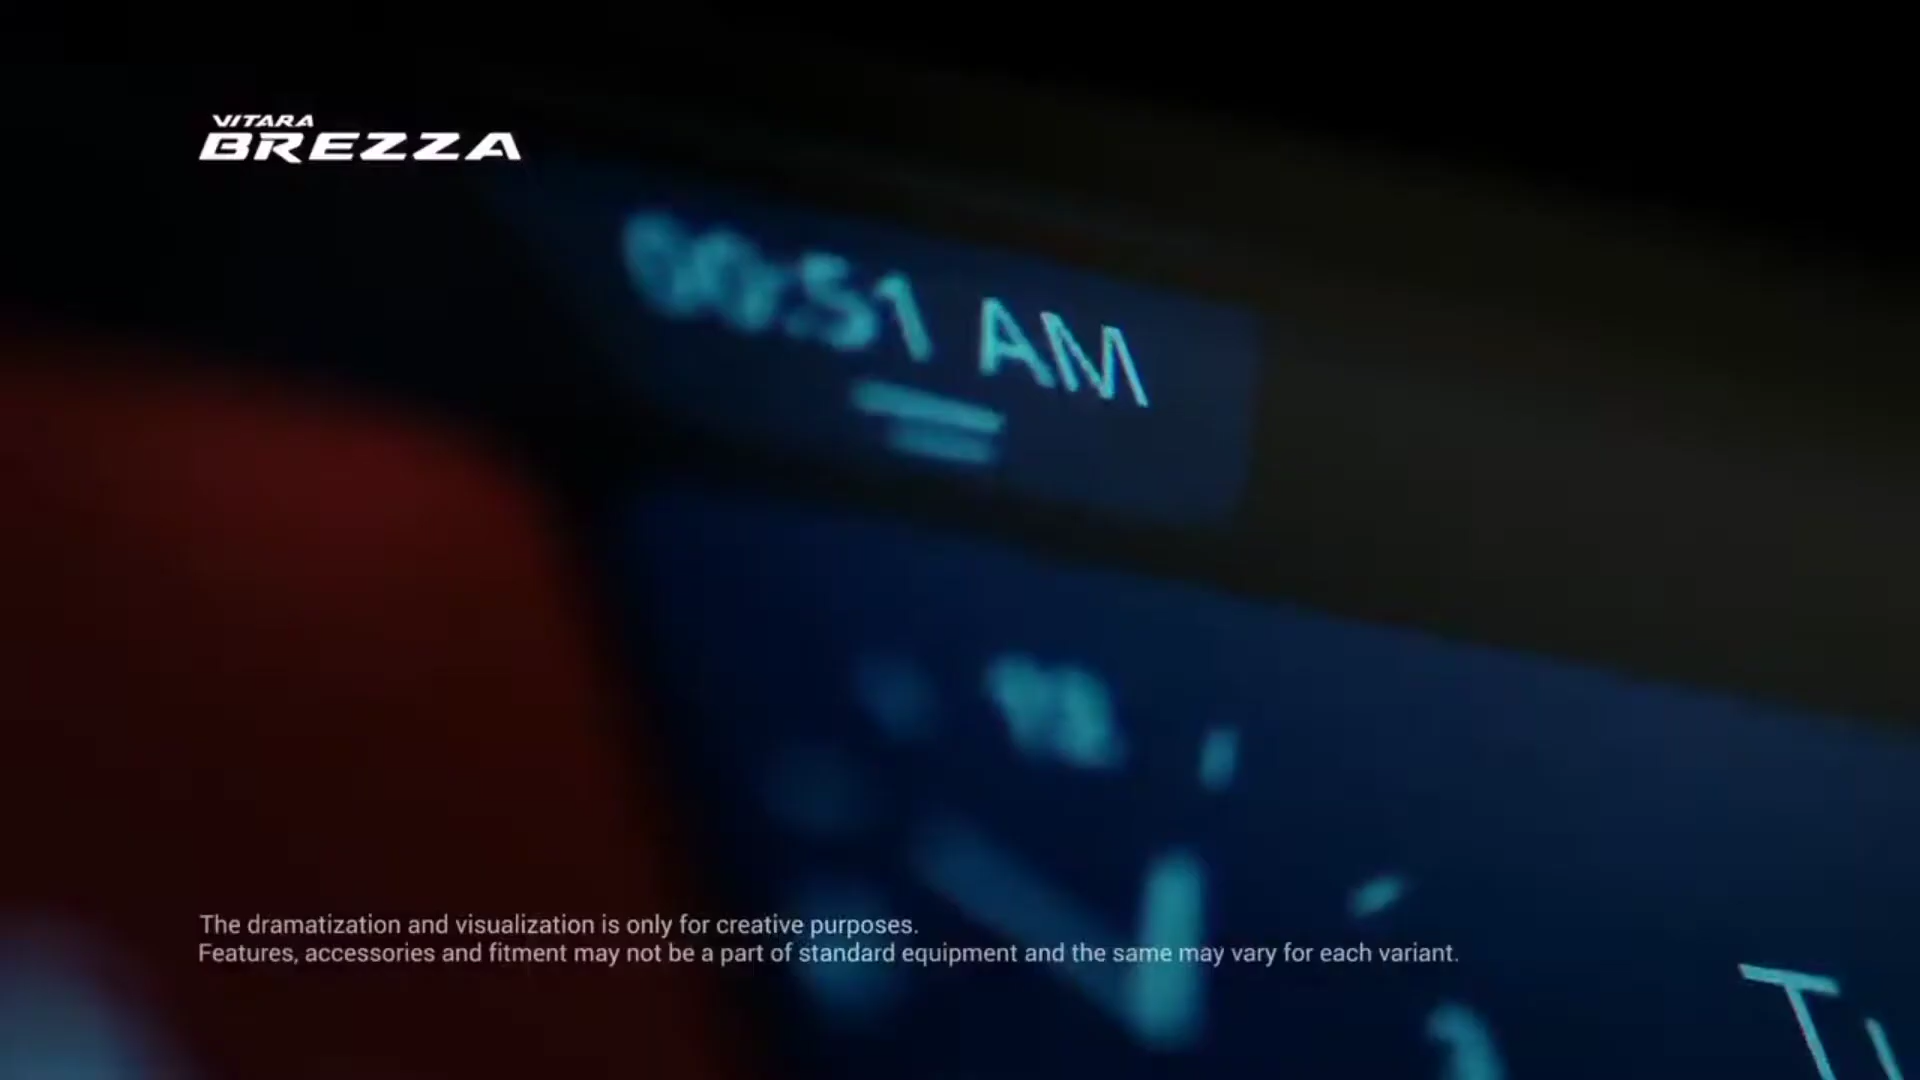 VITARA
BREZZA
00:51 AM
The dramatization and visualization is only for creative purposes.
Features, accessories and fitment may not be a part of standard equipment and the same may vary for each variant.